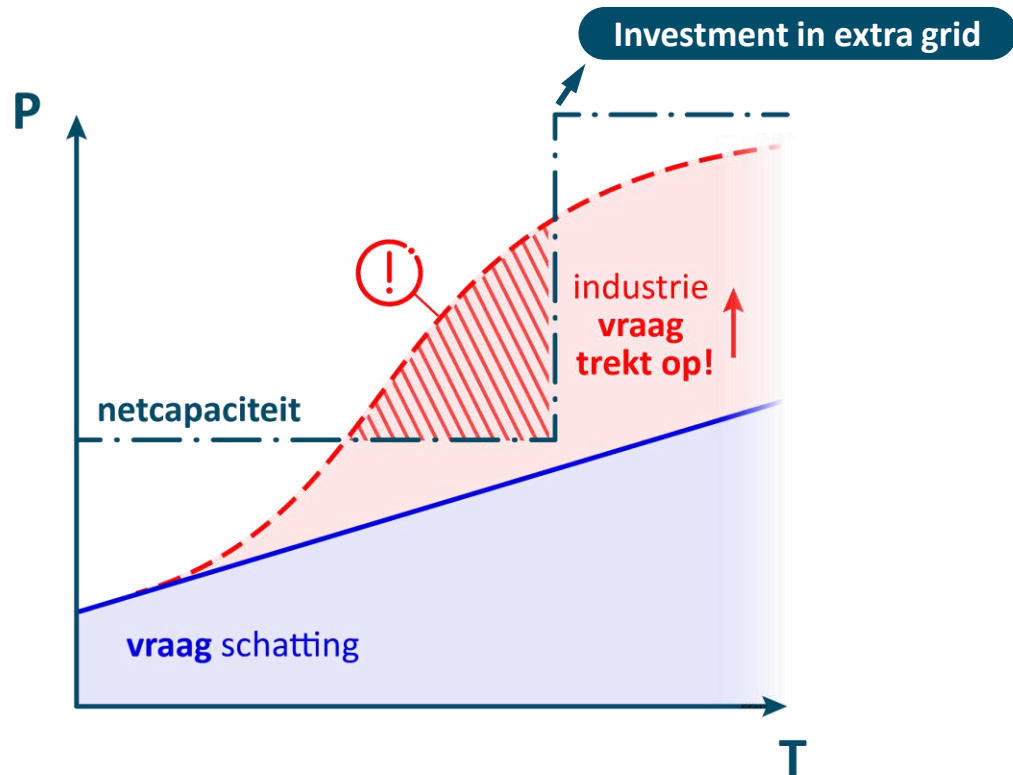 Investment in extra grid
P
!
industrie
vraag
trekt op!
netcapaciteit
vraag schatting
T